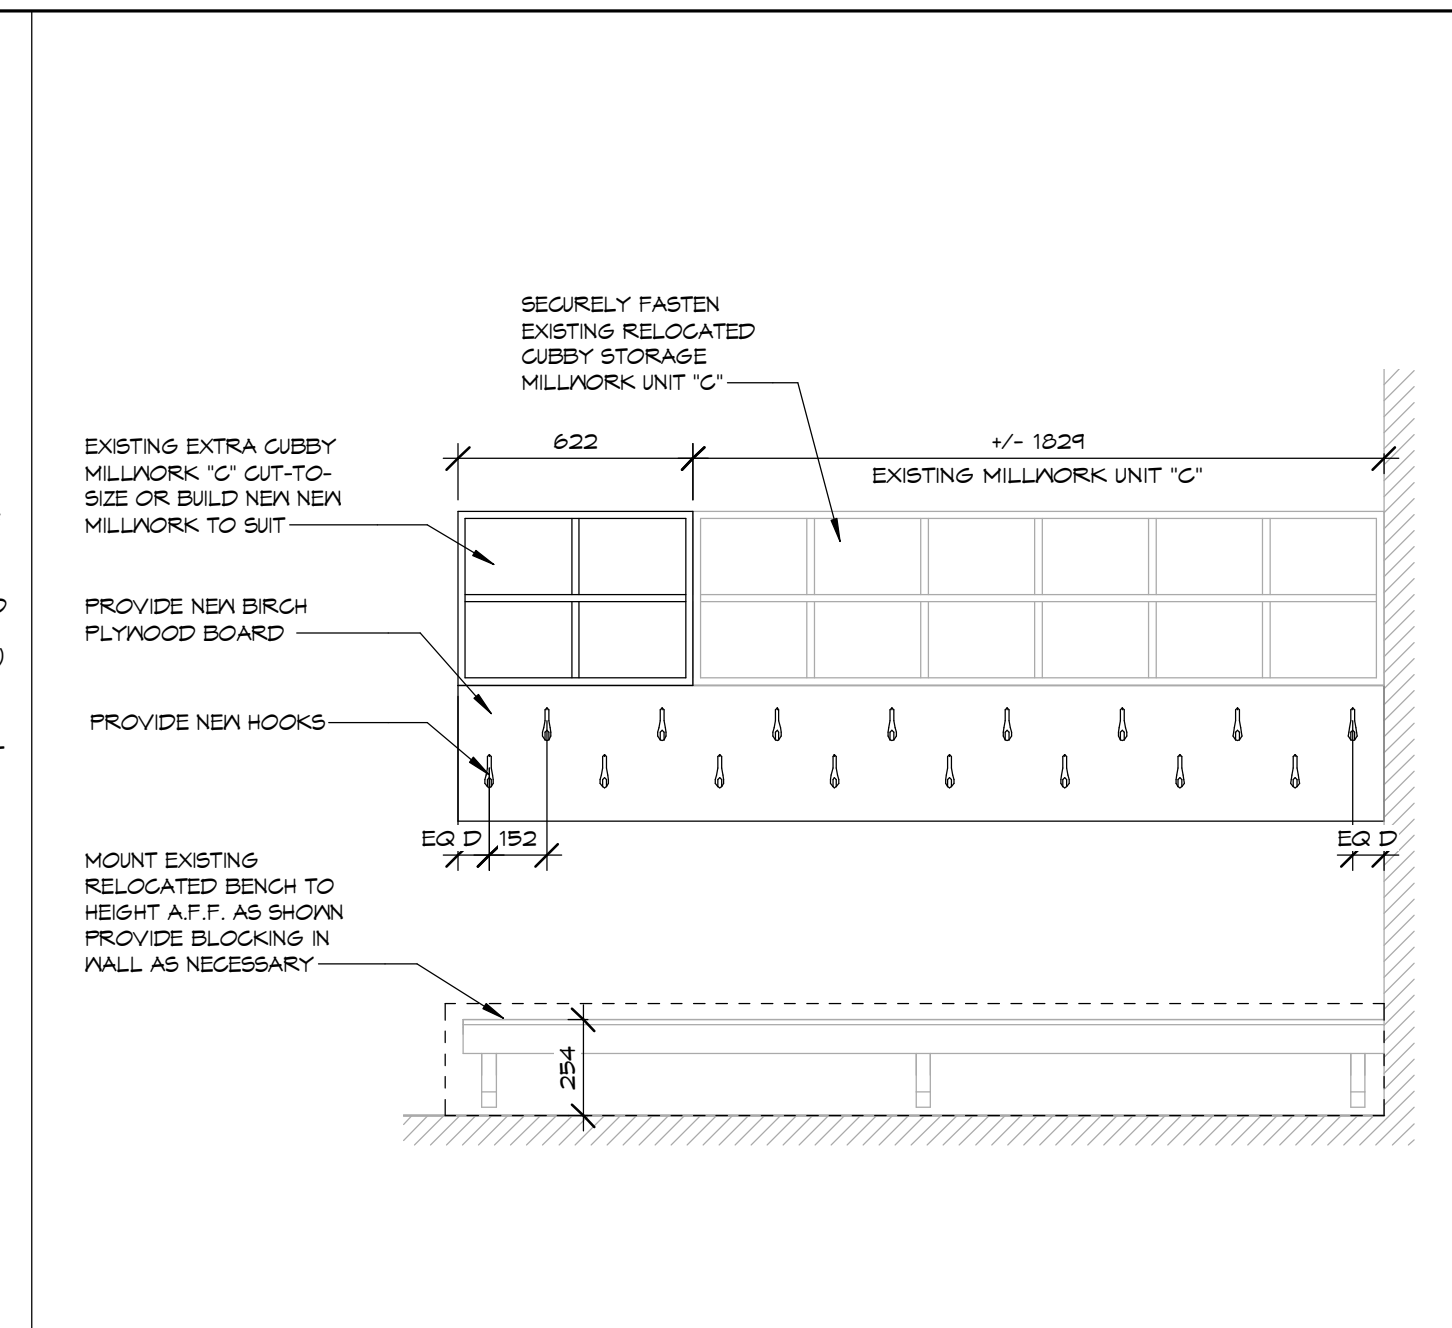 SECURELY FASTEN
EXISTING RELOCATED
CUBBY STORAGE
MILLWORK UNIT "C"
622
+/- 1829
EXISTING MILLWORK UNIT "C"
EXISTING EXTRA CUBBY
MILLWORK "C" CUT-TO-
SIZE OR BUILD NEW NEW
MILLWORK TO SUIT
PROVIDE NEW BIRCH
PLYWOOD BOARD
PROVIDE NEW HOOKS
EQ D 152
EQ D
MOUNT EXISTING
RELOCATED BENCH TO
HEIGHT A.F.F. AS SHOWN
PROVIDE BLOCKING IN
WALL AS NECESSARY
254